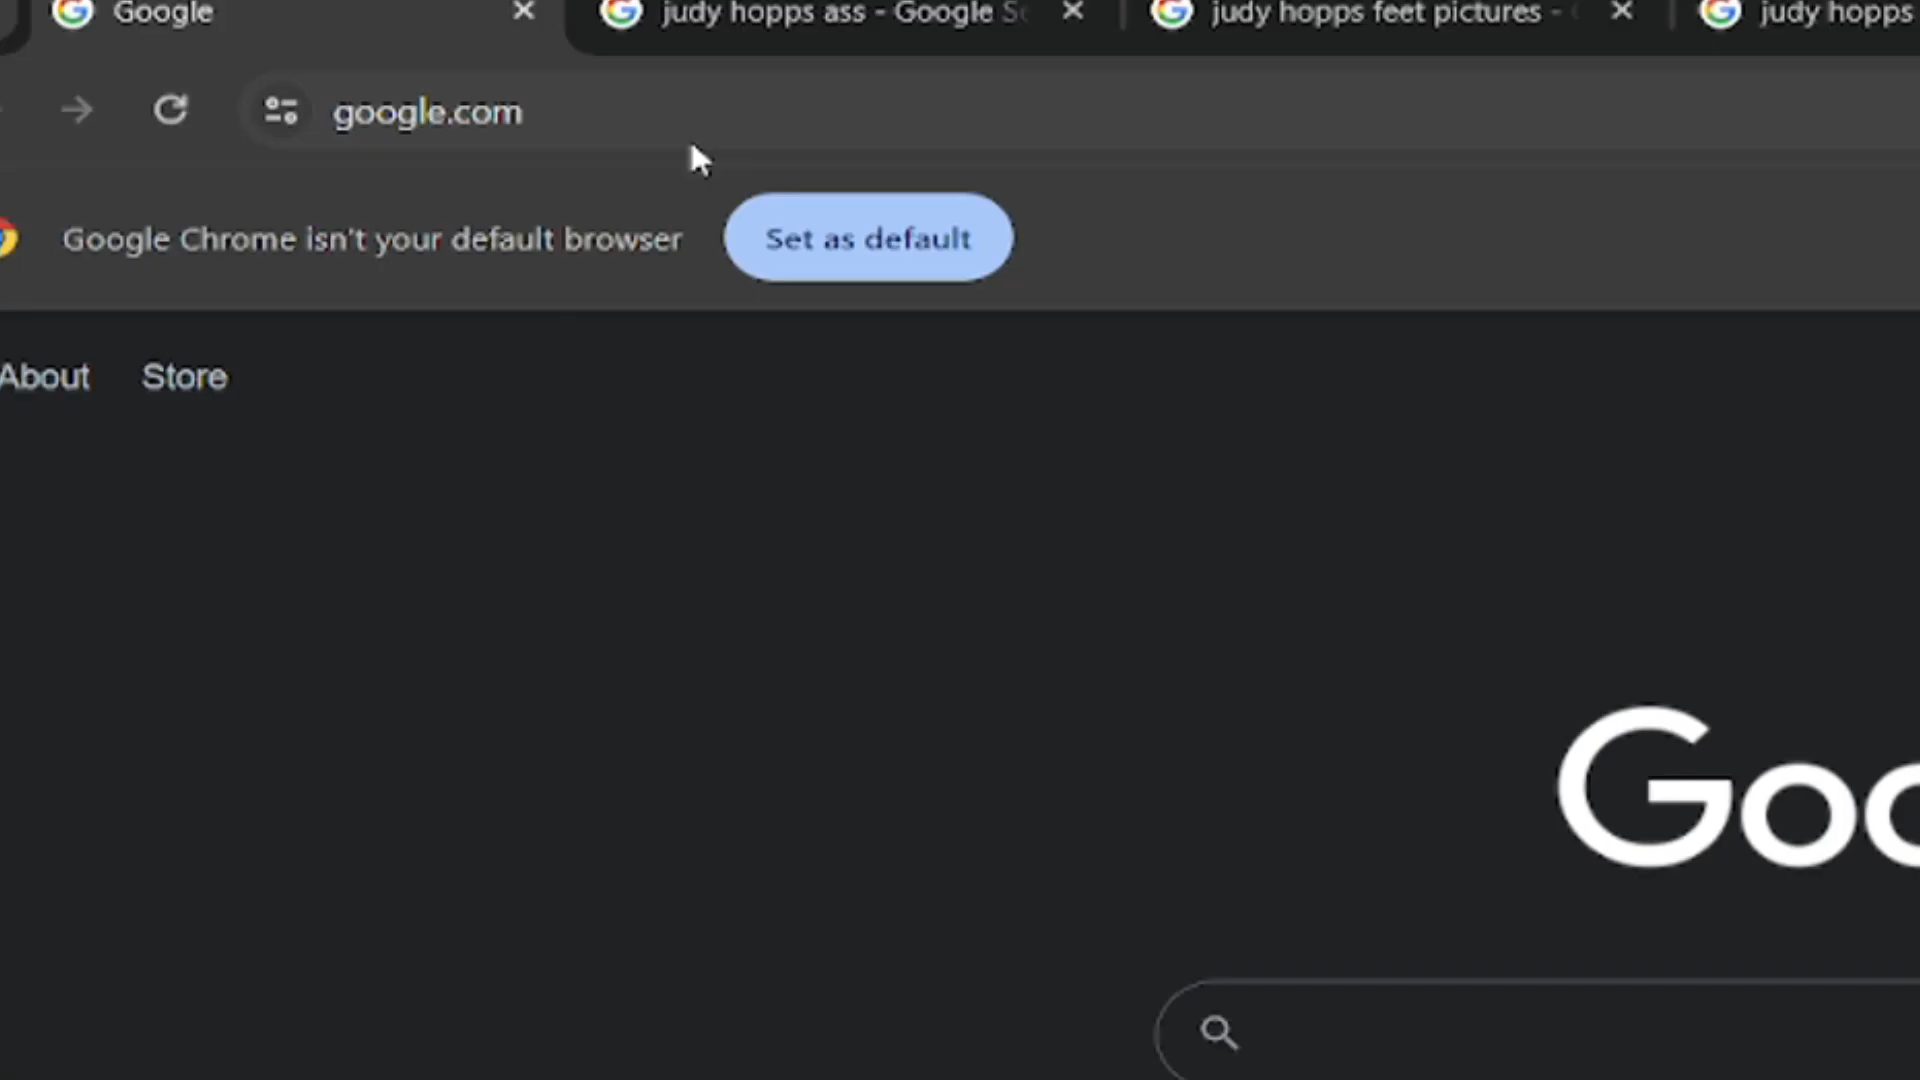 Google
judy hopps ass - Google
judy hopps feet pictures -
judy hopps
google.com
Google Chrome isn't your default browser
Set as default
About
Store
Goo